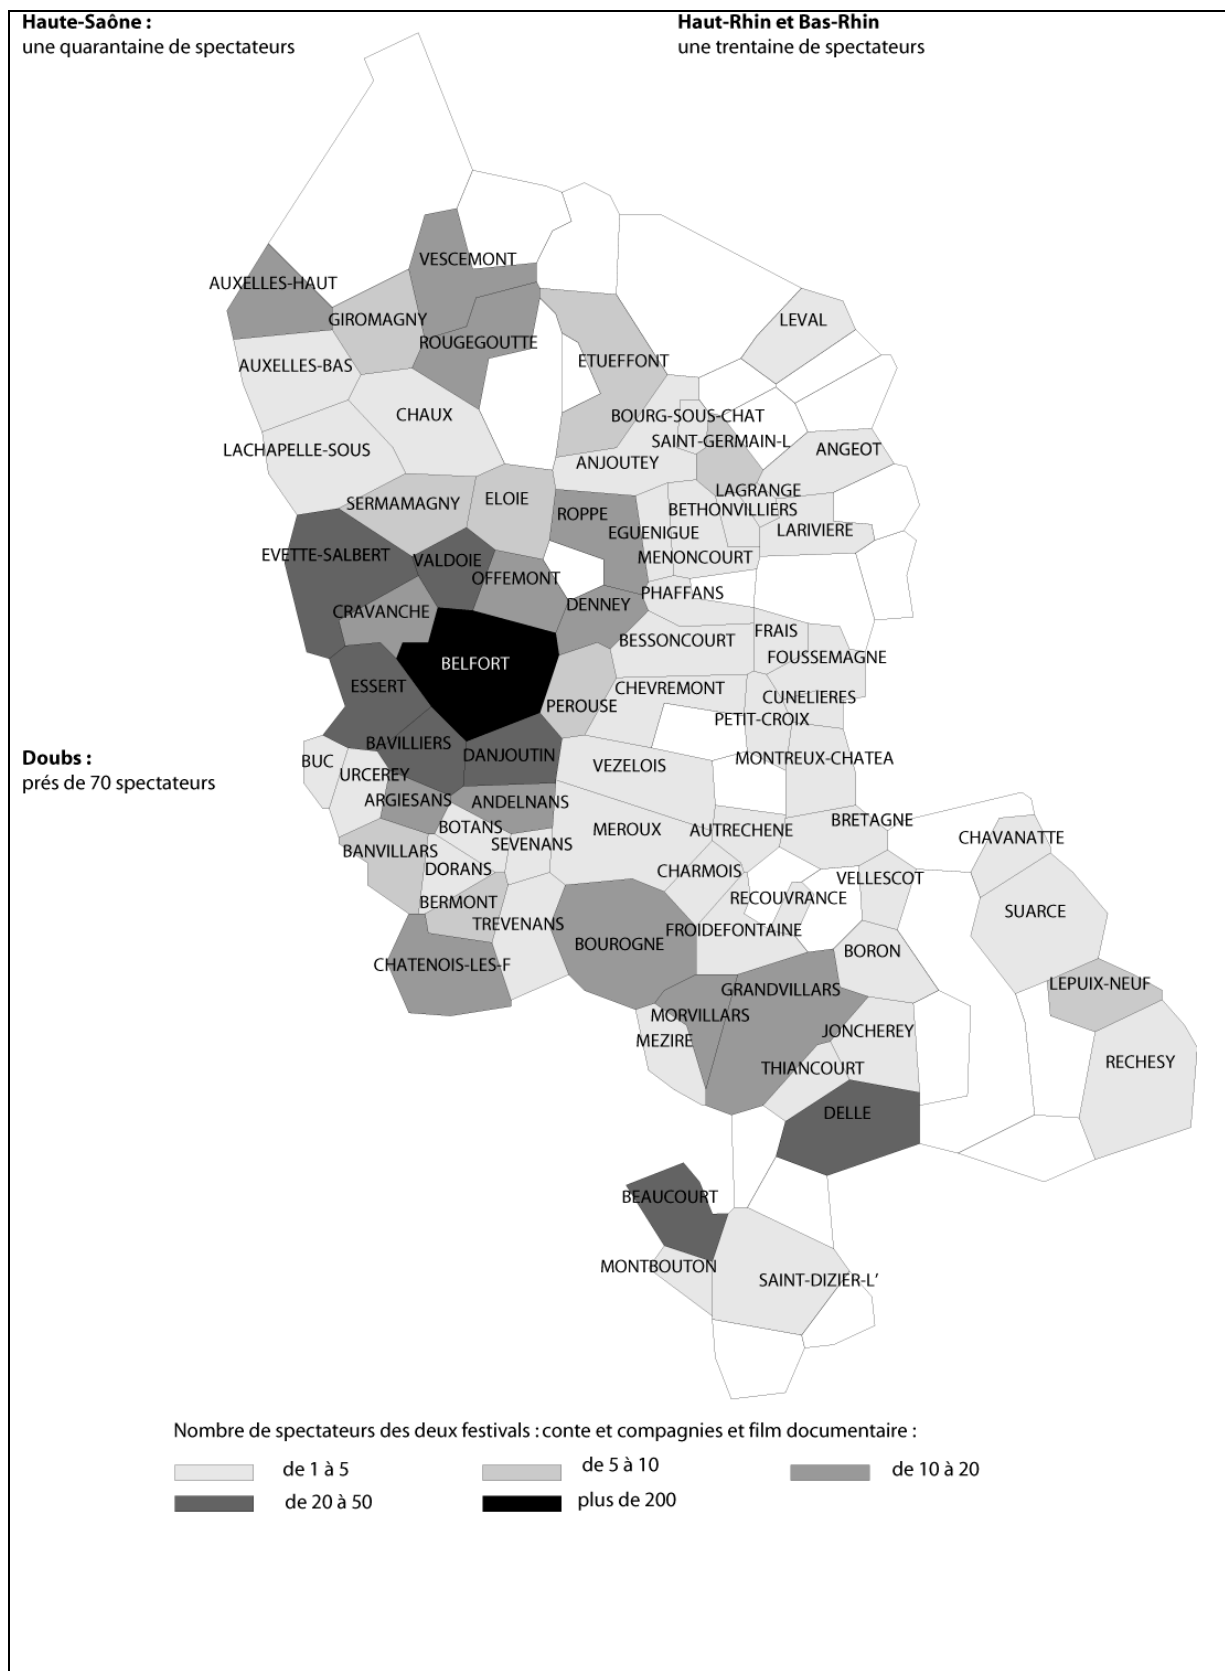 Haute-Saône :
une quarantaine de spectateurs
Haut-Rhin et Bas-Rhin
une trentaine de spectateurs
VESCEMONT
AUXELLES-HAUT
GIROMAGNY
LEVAL
ROUGEGOUTTE
ETUEFFONT
AUXELLES-BAS
CHAUX
BOURG-SOUS-CHAT
SAINT-GERMAIN-L
LACHAPELLE-SOUS
ANJOUTEY
ANGEOT
LAGRANGE
SERMAMAGNY
ELOIE
BETHONVILLIERS
ROPPE
EGUENIGUE
LARIVIERE
EVETTE-SALBERT
VALDOIE
MENONCOURT
OFFEMONT
PHAFFANS
CRAVANCHE
DENNEY
BESSONCOURT
FRAIS
BELFORT
FOUSSEMAGNE
ESSERT
CHEVREMONT
CUNELIERES
PEROUSE
PETIT-CROIX
BAVILLIERS
DANJOUTIN
Doubs :
prés de 70 spectateurs
BUC
URCEREY
VEZELOIS
MONTREUX-CHATEA
ARGIESANS
ANDELNANS
BOTANS
MEROUX
AUTRECHENE
BRETAGNE
CHAVANATTE
BANVILLARS
SEVENANS
DORANS
CHARMOIS
VELLESCOT
BERMONT
RECOUVRANCE
SUARCE
TREVENANS
FROIDEFONTAINE
BOUROGNE
BORON
CHATENOIS-LES-F
LEPUIX-NEUF
GRANDVILLARS
MORVILLARS
JONCHEREY
MEZIRE
THIANCOURT
RECHESY
DELLE
BEAUCOURT
MONTBOUTON
SAINT-DIZIER-L'
Nombre de spectateurs des deux festivals : conte et compagnies et film documentaire :
de 1 à 5
de 5 à 10
de 10 à 20
de 20 à 50
plus de 200